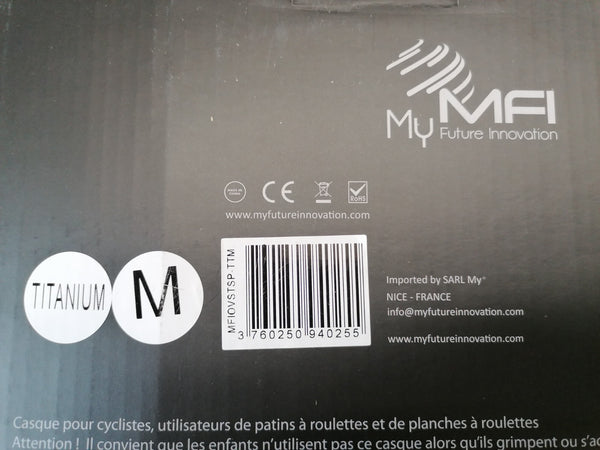 MFI
My Future Innovation
CE
RoHS
www.myfutureinnovation.com
TITANIUM
M
MFIOVSTSP-TTM
3 760250 940255
Imported by SARL My®
NICE - FRANCE
info@myfutureinnovation.com
www.myfutureinnovation.com
Casque pour cyclistes, utilisateurs de patins à roulettes et de planches à roulettes
Attention ! Il convient que les enfants n'utilisent pas ce casque alors qu'ils grimpent ou s'a